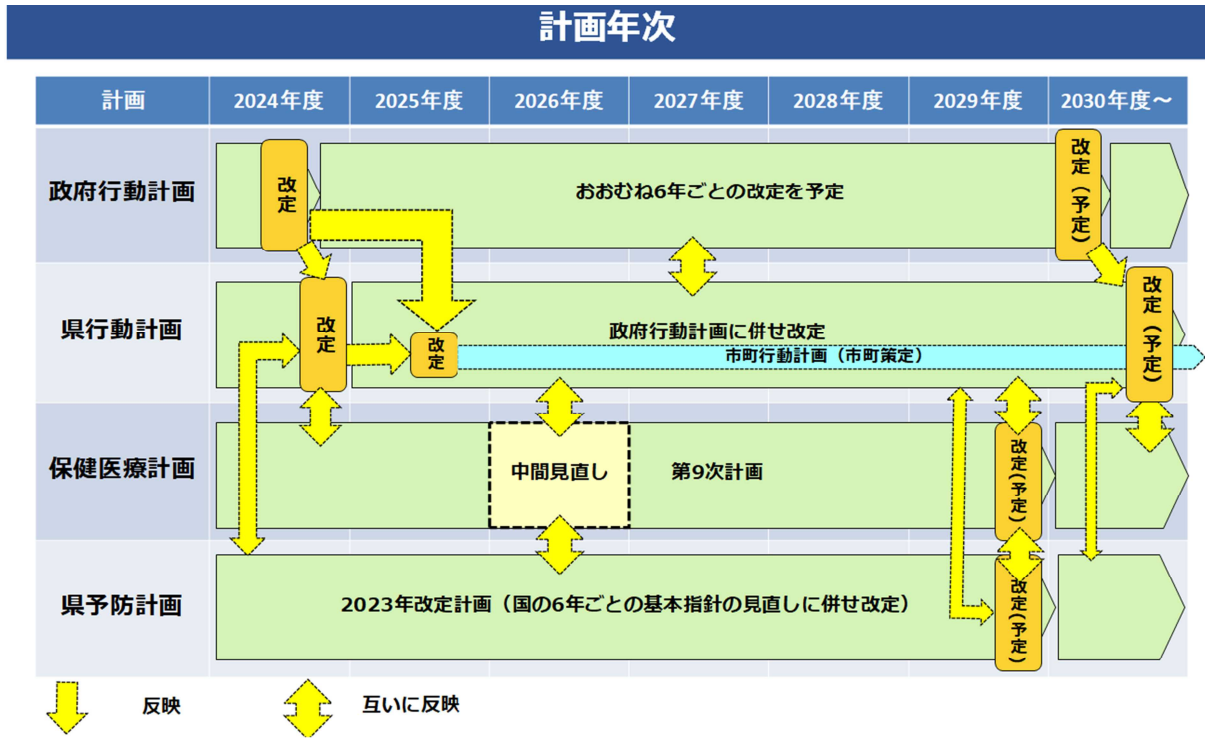 計画年次
計画
2024年度
2025年度
2026年度
2027年度
2028年度
2029年度
2030年度～
政府行動計画
改定
おおむね6年ごとの改定を予定
改定（予定）
県行動計画
改定
改定
政府行動計画に併せ改定
市町行動計画（市町策定）
改定（予定）
保健医療計画
中間見直し
第9次計画
改定(予定)
県予防計画
2023年改定計画（国の6年ごとの基本指針の見直しに併せ改定）
改定(予定)
反映
互いに反映